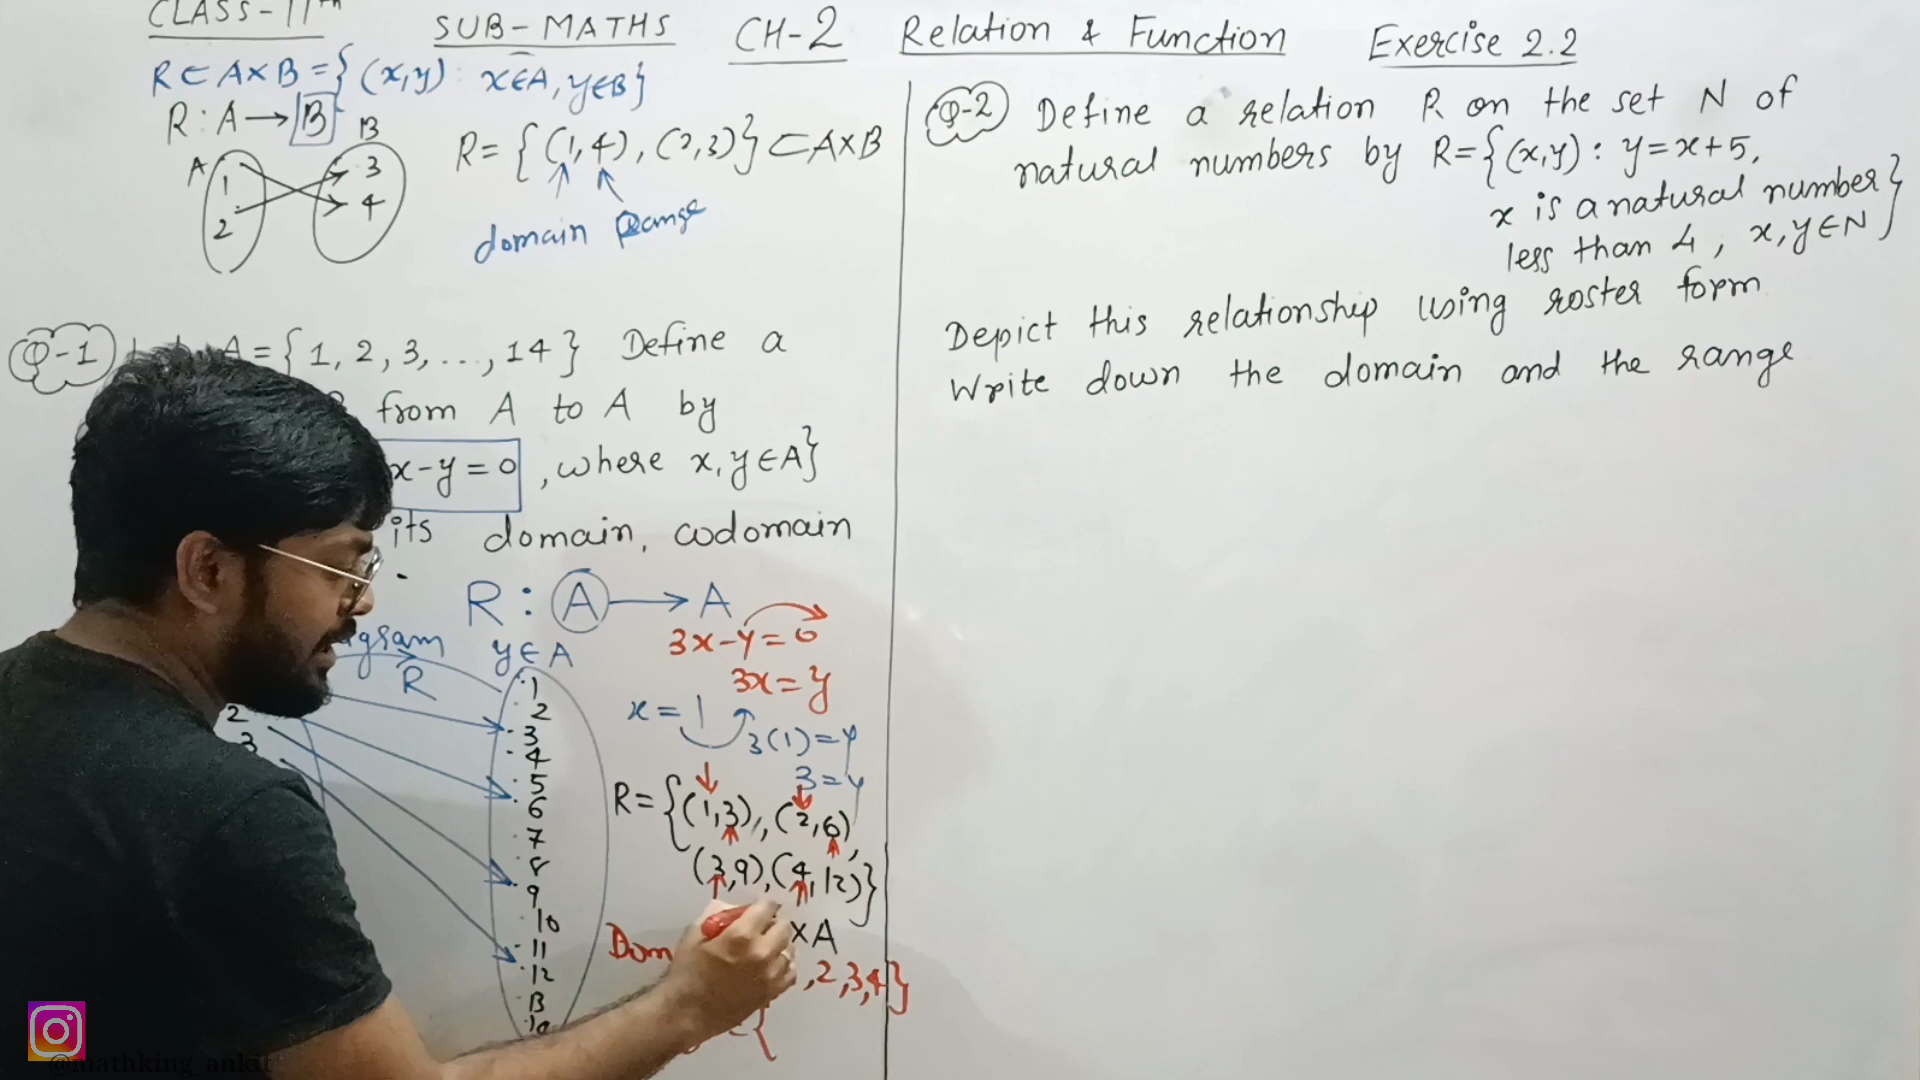 CLASS-11th SUB-MATHS CH-2 Relation & Function Exercise 2.2
R⊂A×B={(x,y): x∈A, y∈B}
R:A→B
R={(1,4),(2,3)}⊂A×B
A B
1 3
2 4
domain Range
Q-1 A={1,2,3,...,14} Define a
from A to A by
x-y=0, where x,y∈A}
its domain, codomain
R:A→A
y∈A
R
3x-y=0
3x=y
x=1
3(1)=y
3=y
2
3
1
2
3
4
5
6
7
8
9
10
11
12
13
14
R={(1,3),(2,6),
(3,9),(4,12)}
×A
Dom ,2,3,4}
={
Q-2 Define a relation R on the set N of
natural numbers by R={(x,y): y=x+5,
x is a natural number}
less than 4, x,y∈N
Depict this relationship using roster form
Write down the domain and the range
@mathking_ankit